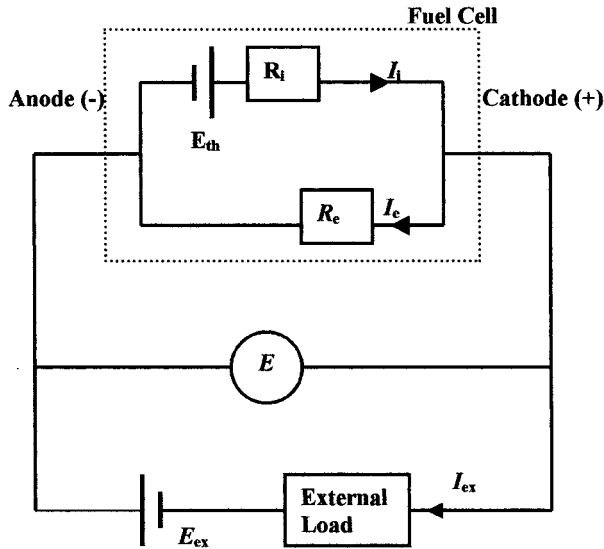 Fuel Cell
Rᵢ
Iᵢ
Anode (-)
Cathode (+)
Eₜₕ
Rₑ
Iₑ
E
External
Load
Iₑₓ
Eₑₓ